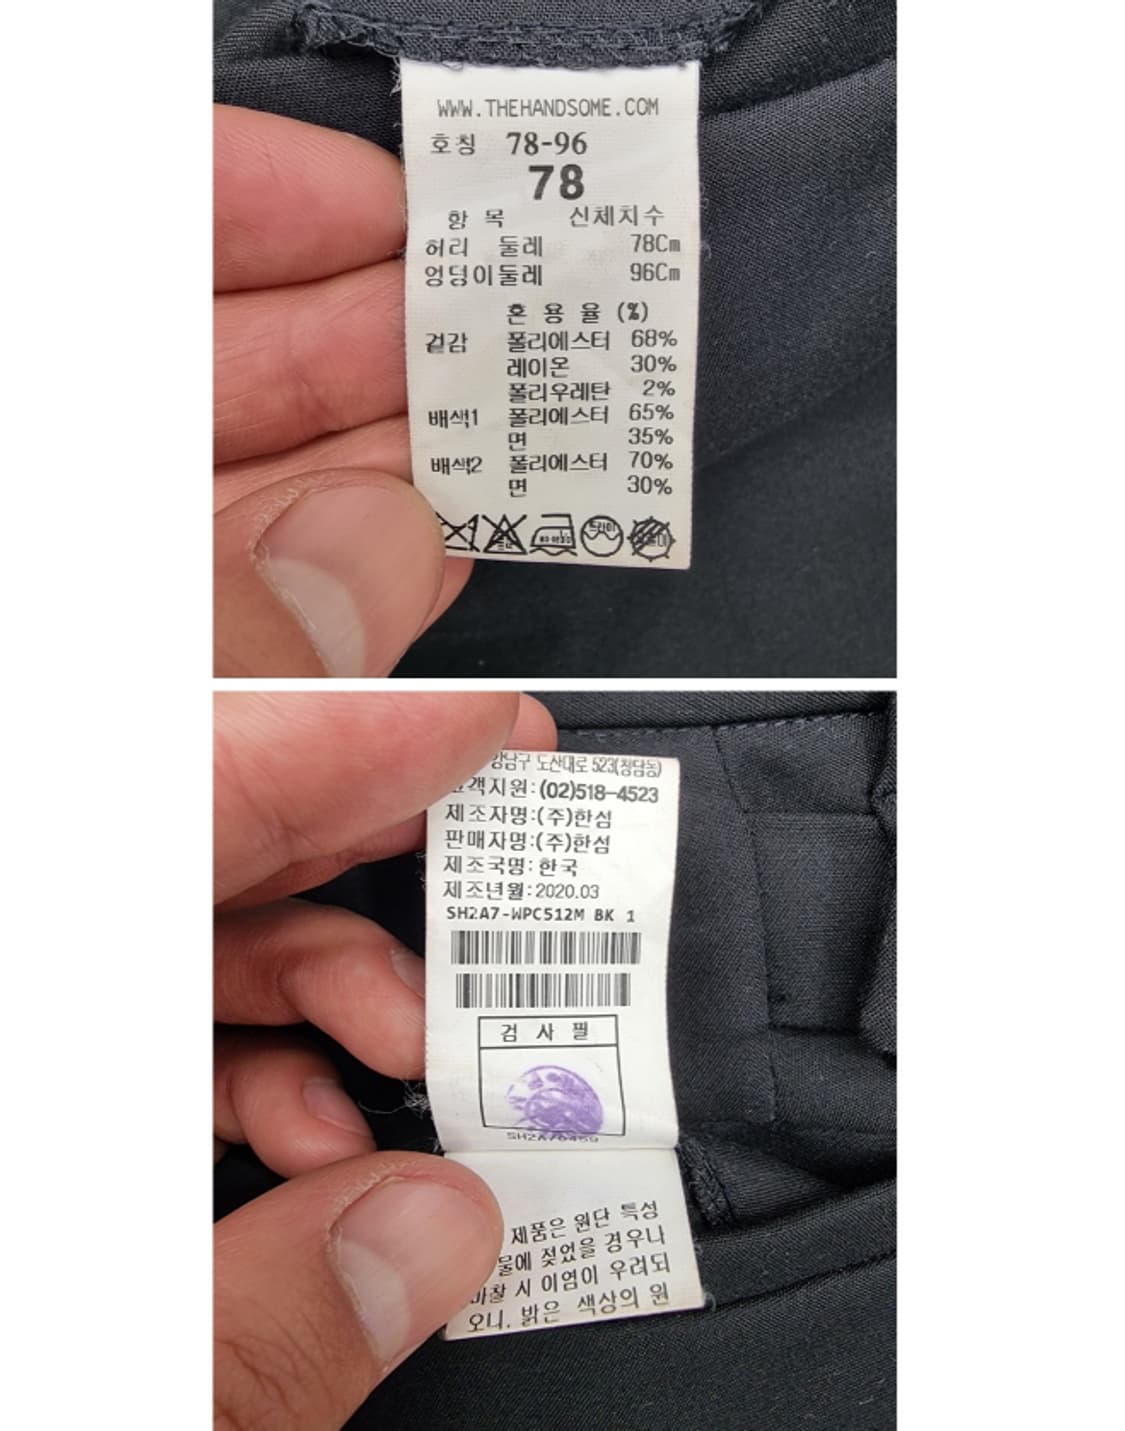 WWW.THEHANDSOME.COM
호칭 78-96
78
항 목 신체치수
허리 둘레 78Cm
엉덩이둘레 96Cm
혼 용 율 (%)
겉감 폴리에스터 68%
레이온 30%
폴리우레탄 2%
배색1 폴리에스터 65%
면 35%
배색2 폴리에스터 70%
면 30%
드라이
강남구 도산대로 523(청담동)
고객지원:(02)518-4523
제조자명:(주)한섬
판매자명:(주)한섬
제조국명:한국
제조년월:2020.03
SH2A7-WPC512M BK 1
검 사 필
SH2A76459
제품은 원단 특성
물에 젖었을 경우나
마찰 시 이염이 우려되
오니, 밝은 색상의 원